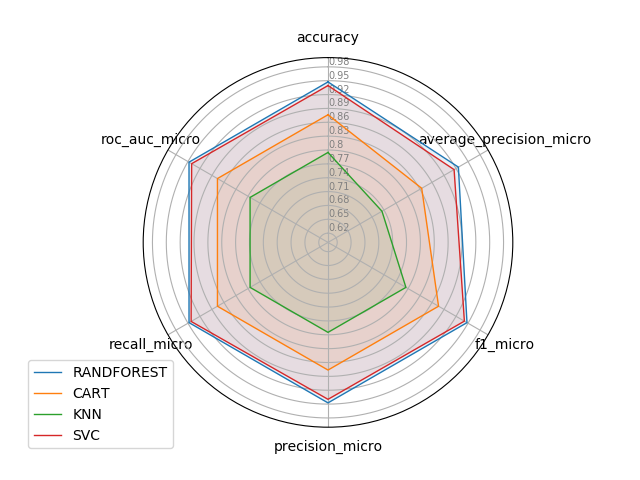 accuracy
0.98
0.95
0.92
0.89
0.86
0.83
0.8
0.77
0.74
0.71
0.68
0.65
0.62
roc_auc_micro
average_precision_micro
recall_micro
f1_micro
precision_micro
RANDFOREST
CART
KNN
SVC